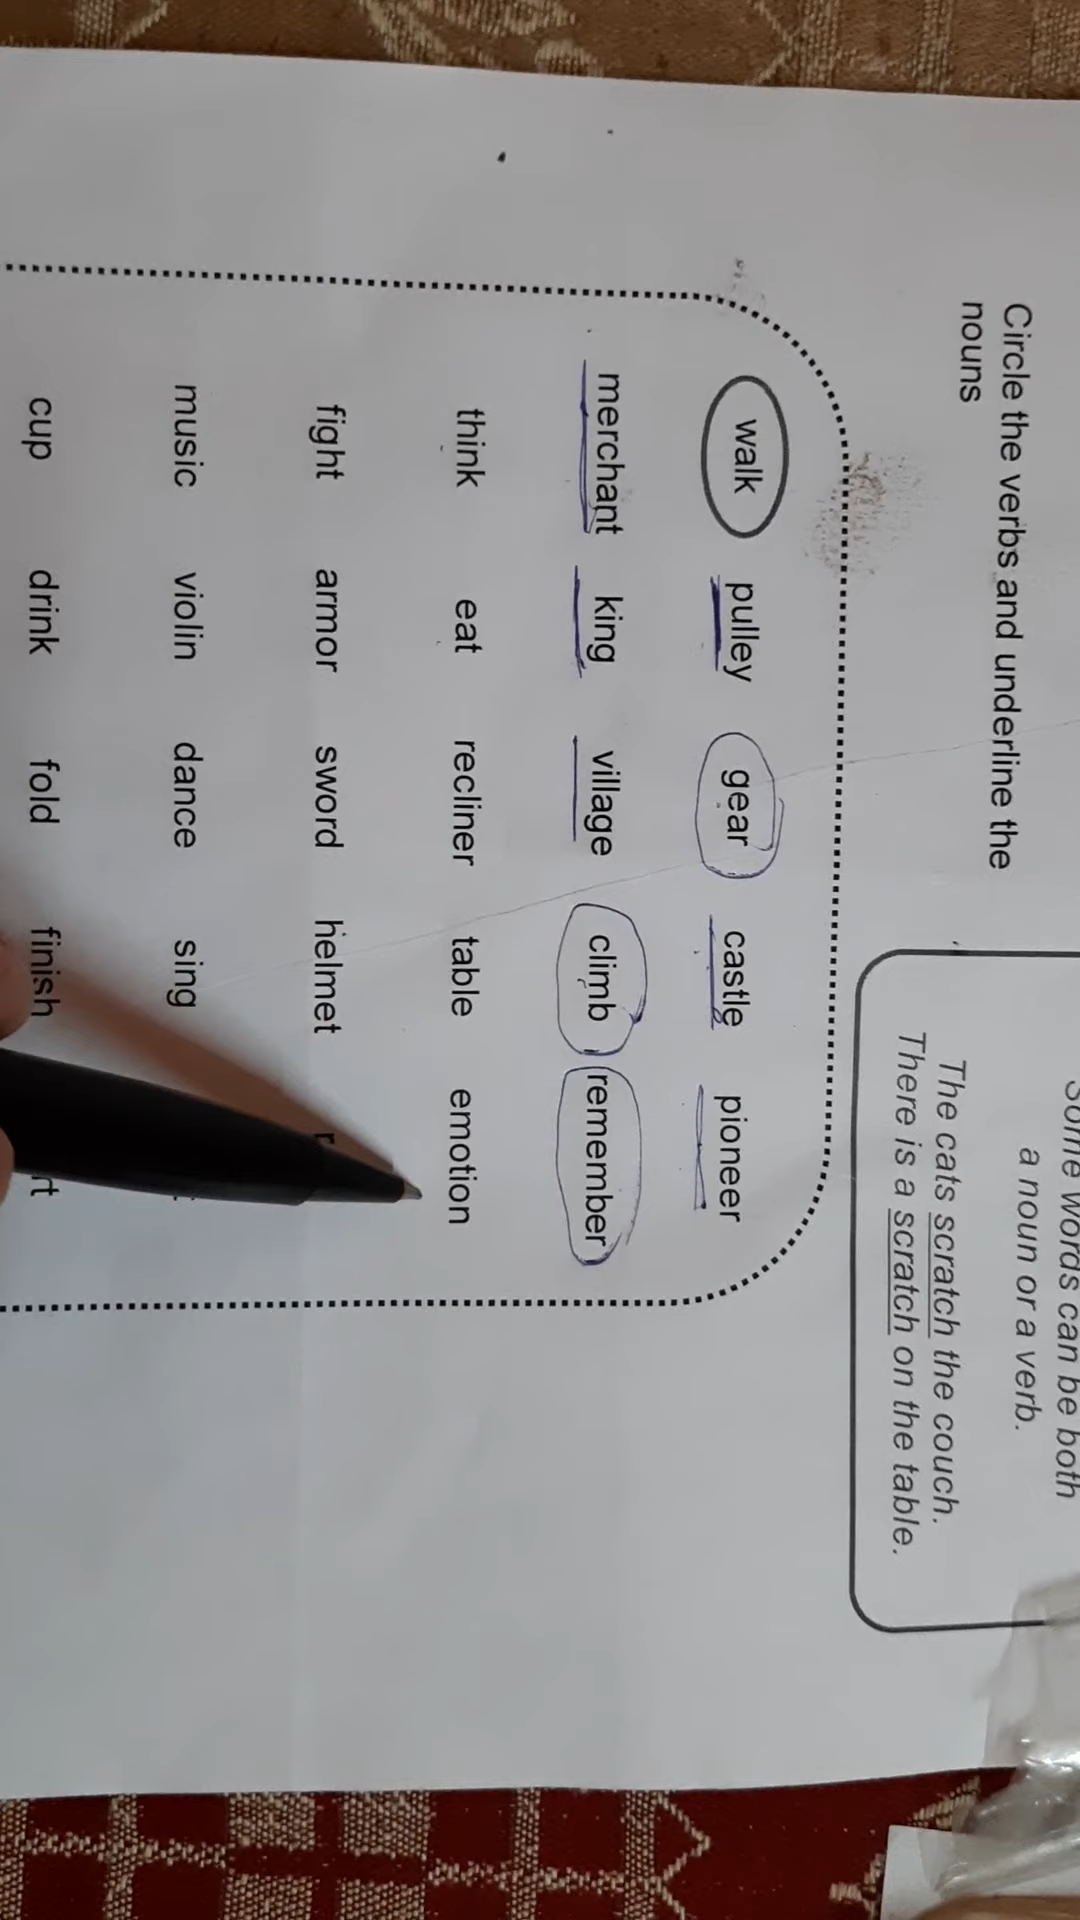 Circle the verbs and underline the
nouns
Some words can be both
a noun or a verb.
The cats scratch the couch.
There is a scratch on the table.
walk pulley gear castle pioneer
merchant king village climb remember
think eat recliner table emotion
fight armor sword helmet
music violin dance sing
cup drink fold finish